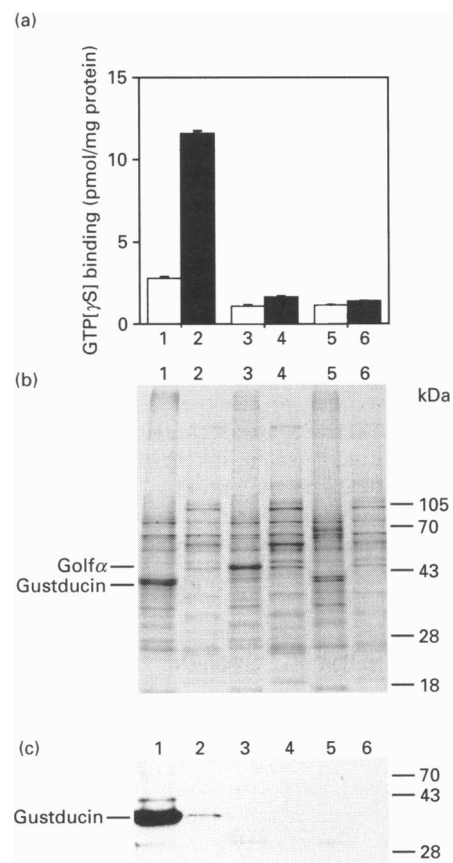 (a)
15
10
5
0
GTP[γS] binding (pmol/mg protein)
1 2 3 4 5 6
(b)
1 2 3 4 5 6
kDa
105
70
Golfα
43
Gustducin
28
18
(c)
1 2 3 4 5 6
70
43
Gustducin
28